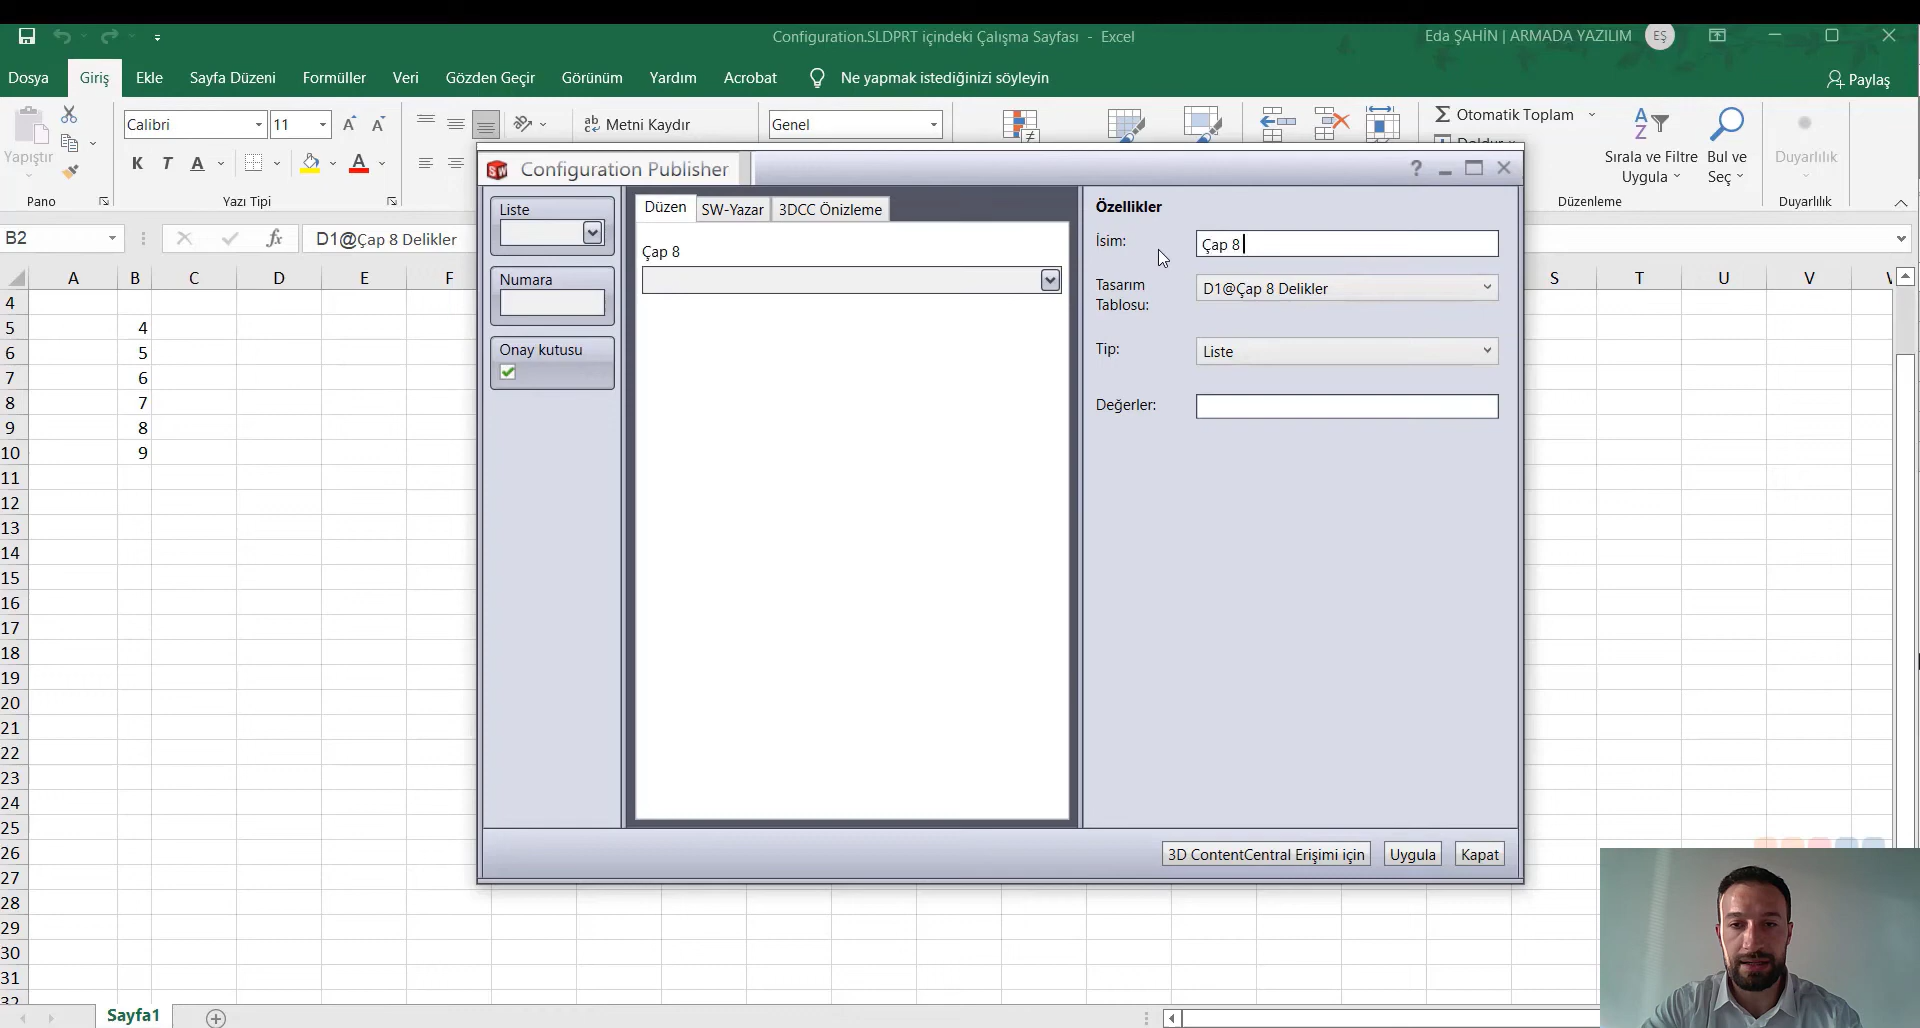 Configuration.SLDPRT içindeki Çalışma Sayfası - Excel
Eda ŞAHİN | ARMADA YAZILIM
EŞ
Dosya
Giriş
Ekle
Sayfa Düzeni
Formüller
Veri
Gözden Geçir
Görünüm
Yardım
Acrobat
Ne yapmak istediğinizi söyleyin
Paylaş
Yapıştır
Calibri
11
Metni Kaydır
Genel
Otomatik Toplam
Sırala ve Filtre
Uygula
Bul ve
Seç
Duyarlılık
K
T
A
Pano
Yazı Tipi
Düzenleme
Duyarlılık
B2
fx
D1@Çap 8 Delikler
A
B
C
D
E
F
S
T
U
V
4
5 4
6 5
7 6
8 7
9 8
10 9
11
12
13
14
15
16
17
18
19
20
21
22
23
24
25
26
27
28
29
30
31
32
Sayfa1
Configuration Publisher
Liste
Numara
Onay kutusu
Düzen
SW-Yazar
3DCC Önizleme
Çap 8
Özellikler
İsim:
Çap 8
Tasarım
Tablosu:
D1@Çap 8 Delikler
Tip:
Liste
Değerler:
3D ContentCentral Erişimi için
Uygula
Kapat